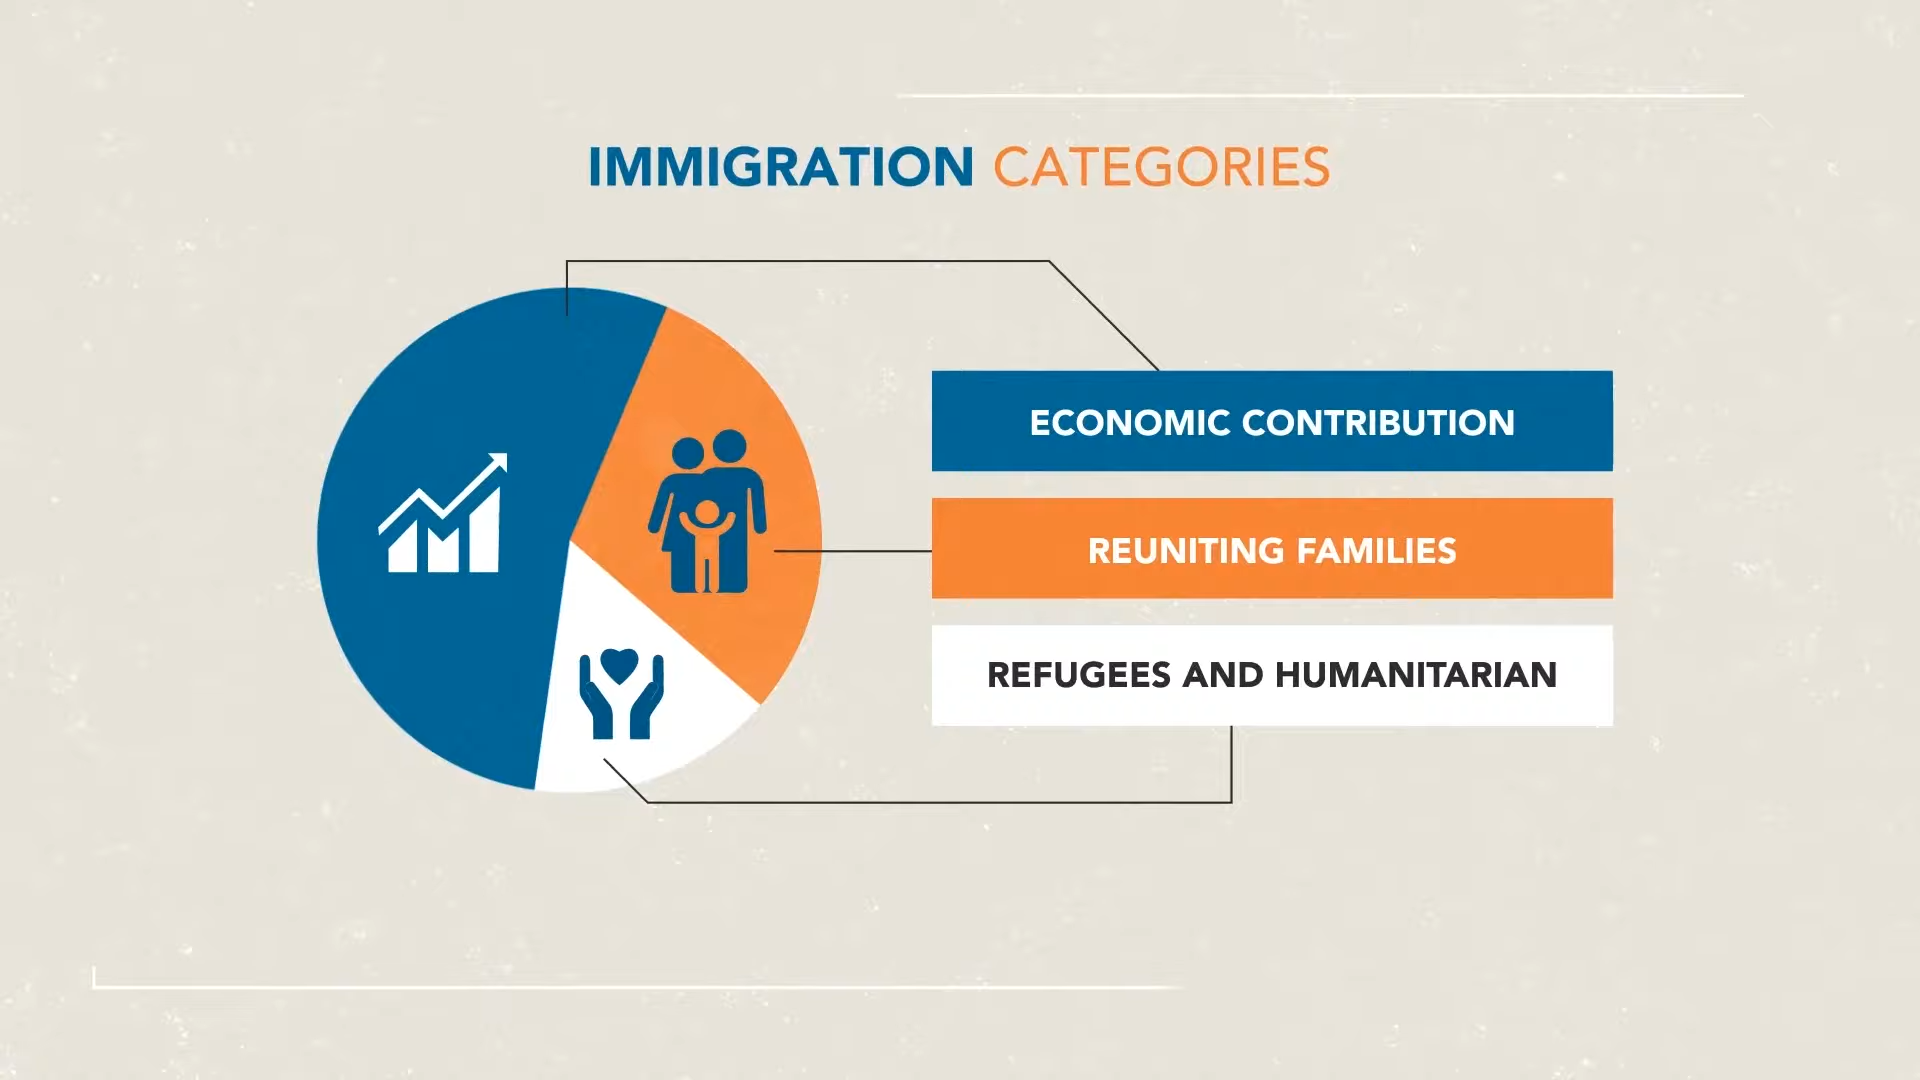 IMMIGRATION CATEGORIES
ECONOMIC CONTRIBUTION
REUNITING FAMILIES
REFUGEES AND HUMANITARIAN